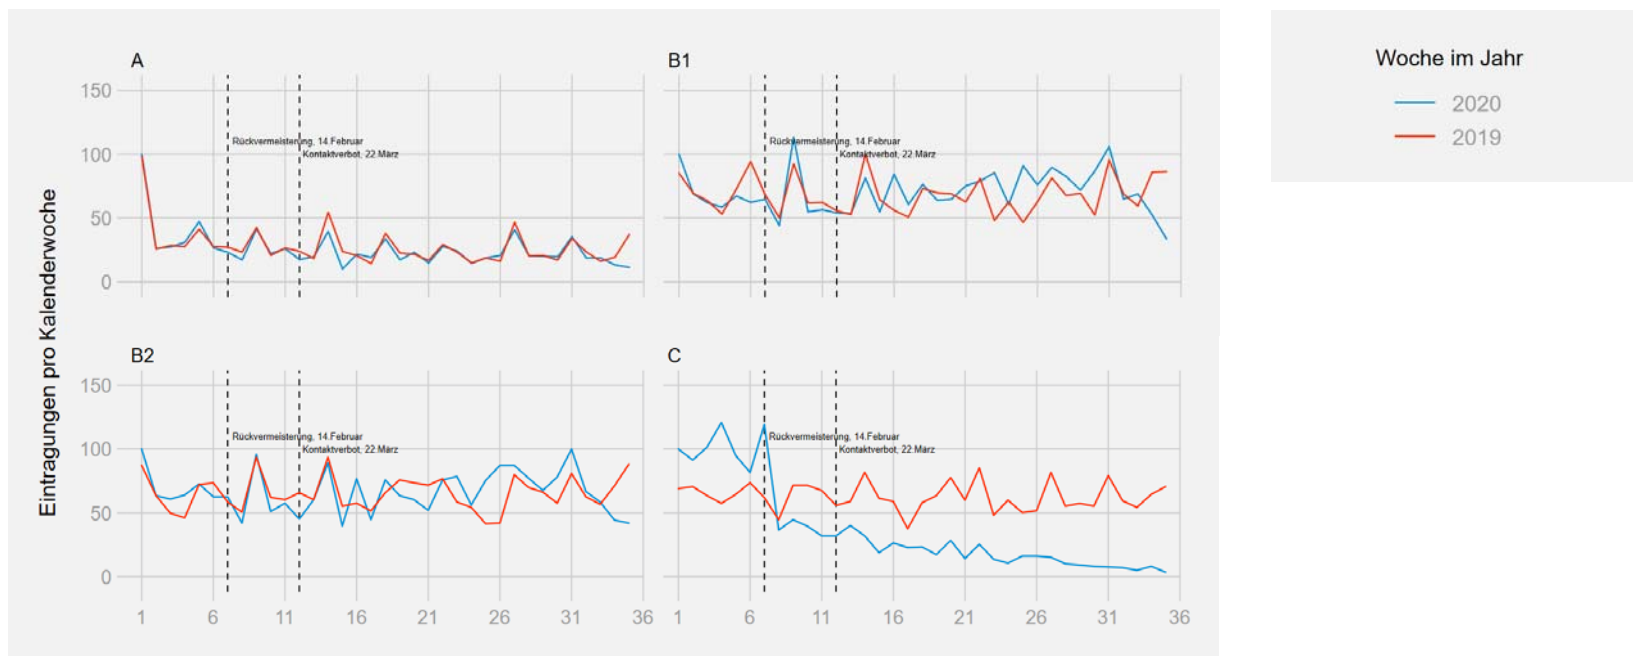 A
B1
150
100
50
0
Rückvermeisterung, 14.Februar
Kontaktverbot, 22.März
Rückvermeisterung, 14.Februar
Kontaktverbot, 22.März
Eintragungen pro Kalenderwoche
B2
C
150
100
50
0
Rückvermeisterung, 14.Februar
Kontaktverbot, 22.März
Rückvermeisterung, 14.Februar
Kontaktverbot, 22.März
1 6 11 16 21 26 31 36
1 6 11 16 21 26 31 36
Woche im Jahr
2020
2019